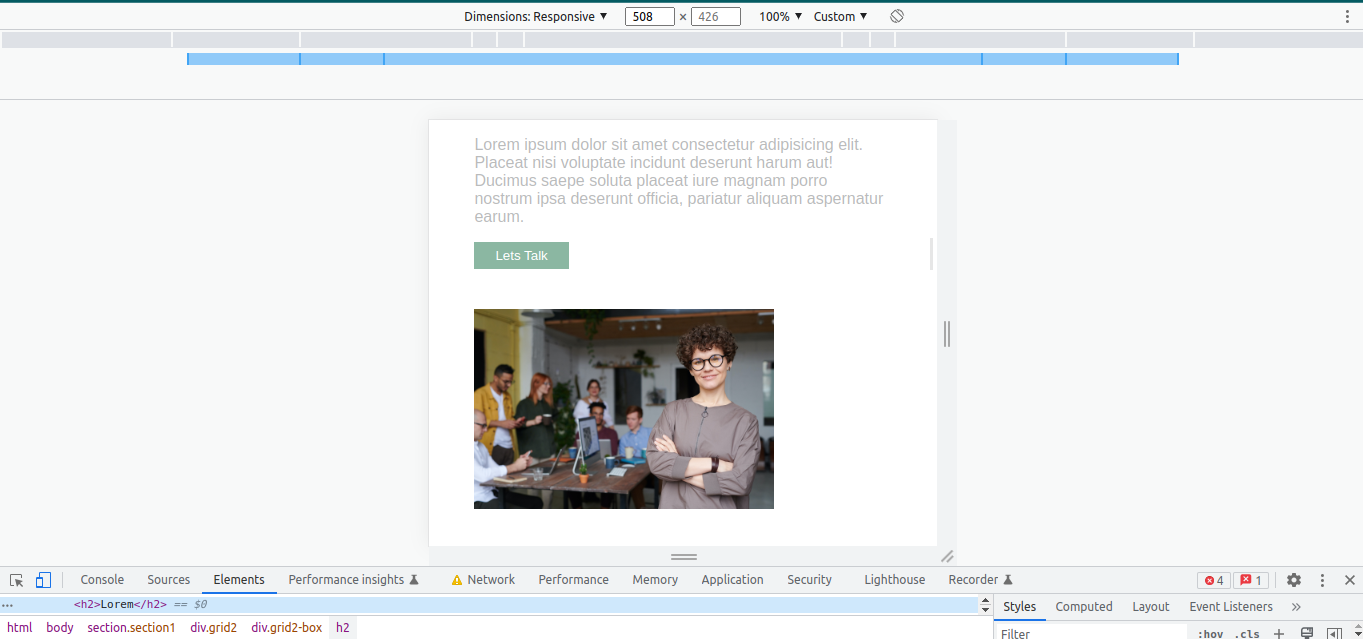 Dimensions: Responsive ▼ 508 × 426 100% ▼ Custom ▼
Lorem ipsum dolor sit amet consectetur adipisicing elit.
Placeat nisi voluptate incidunt deserunt harum aut!
Ducimus saepe soluta placeat iure magnam porro
nostrum ipsa deserunt officia, pariatur aliquam aspernatur
earum.
Lets Talk
Console Sources Elements Performance insights Network Performance Memory Application Security Lighthouse Recorder 4 1
... <h2>Lorem</h2> == $0
Styles Computed Layout Event Listeners »
html body section.section1 div.grid2 div.grid2-box h2
Filter :hov .cls +